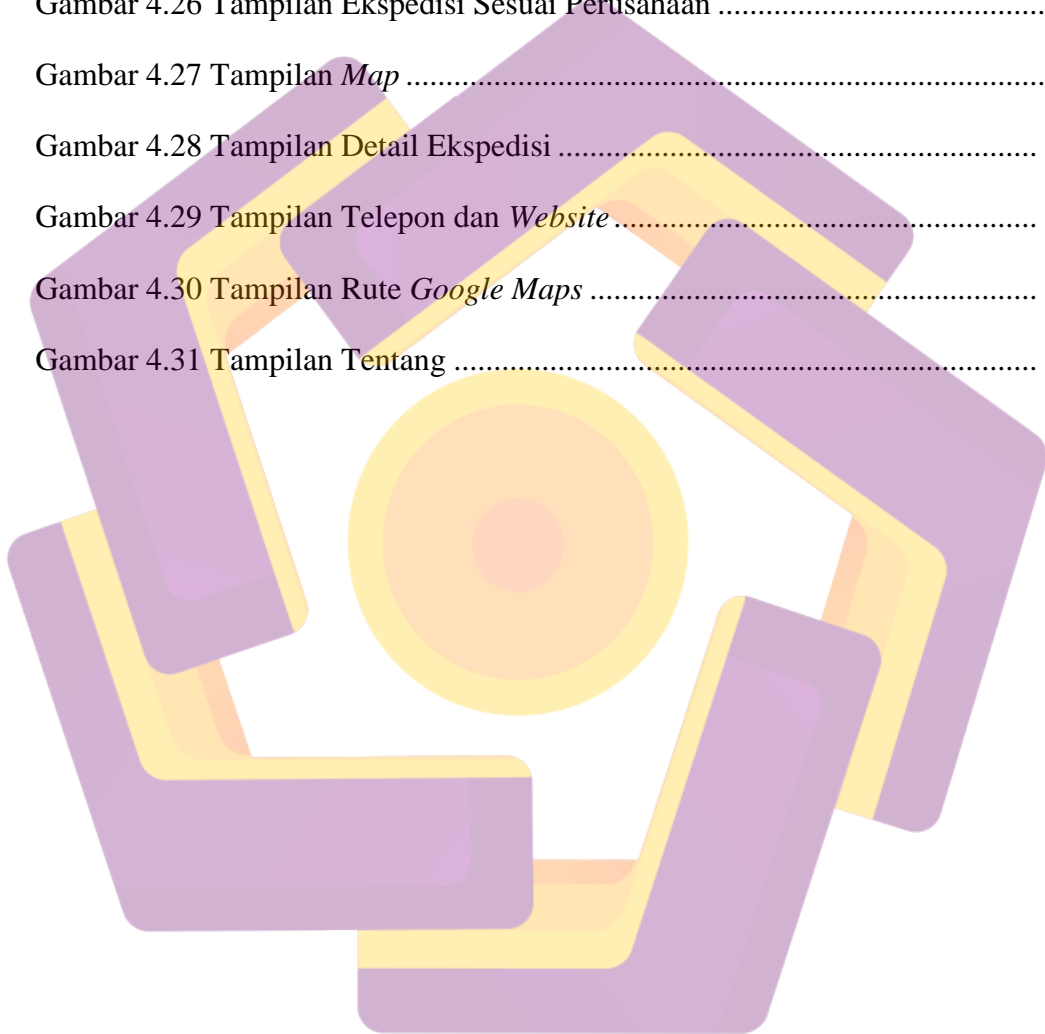 Gambar 4.26 Tampilan Ekspedisi Sesuai Perusahaan ........................................
Gambar 4.27 Tampilan Map ................................................................................
Gambar 4.28 Tampilan Detail Ekspedisi ............................................................
Gambar 4.29 Tampilan Telepon dan Website .....................................................
Gambar 4.30 Tampilan Rute Google Maps ........................................................
Gambar 4.31 Tampilan Tentang .........................................................................